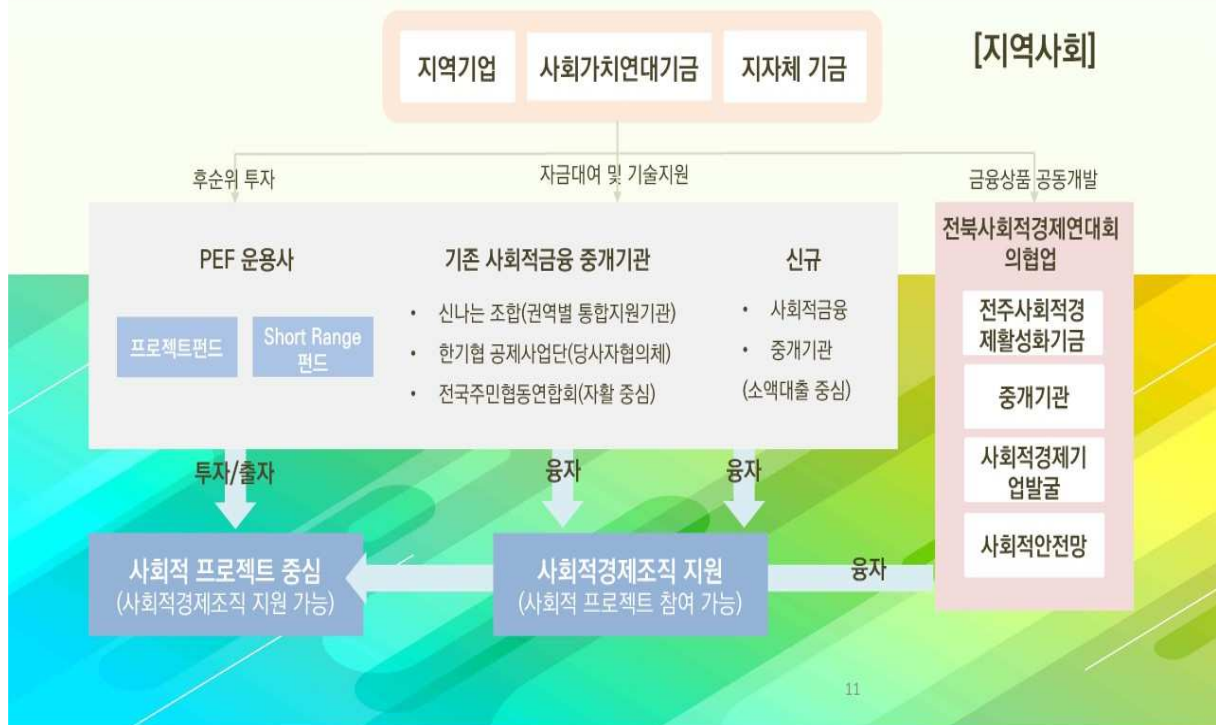 [지역사회]
지역기업
사회가치연대기금
지자체 기금
후순위 투자
자금대여 및 기술지원
금융상품 공동개발
PEF 운용사
프로젝트펀드
Short Range
펀드
기존 사회적금융 중개기관
• 신나는 조합(권역별 통합지원기관)
• 한기협 공제사업단(당사자협의체)
• 전국주민협동연합회(자활 중심)
신규
• 사회적금융
• 중개기관
(소액대출 중심)
전북사회적경제연대회
의협업
전주사회적경
제활성화기금
중개기관
사회적경제기
업발굴
사회적안전망
투자/출자
융자
융자
사회적 프로젝트 중심
(사회적경제조직 지원 가능)
사회적경제조직 지원
(사회적 프로젝트 참여 가능)
융자
11